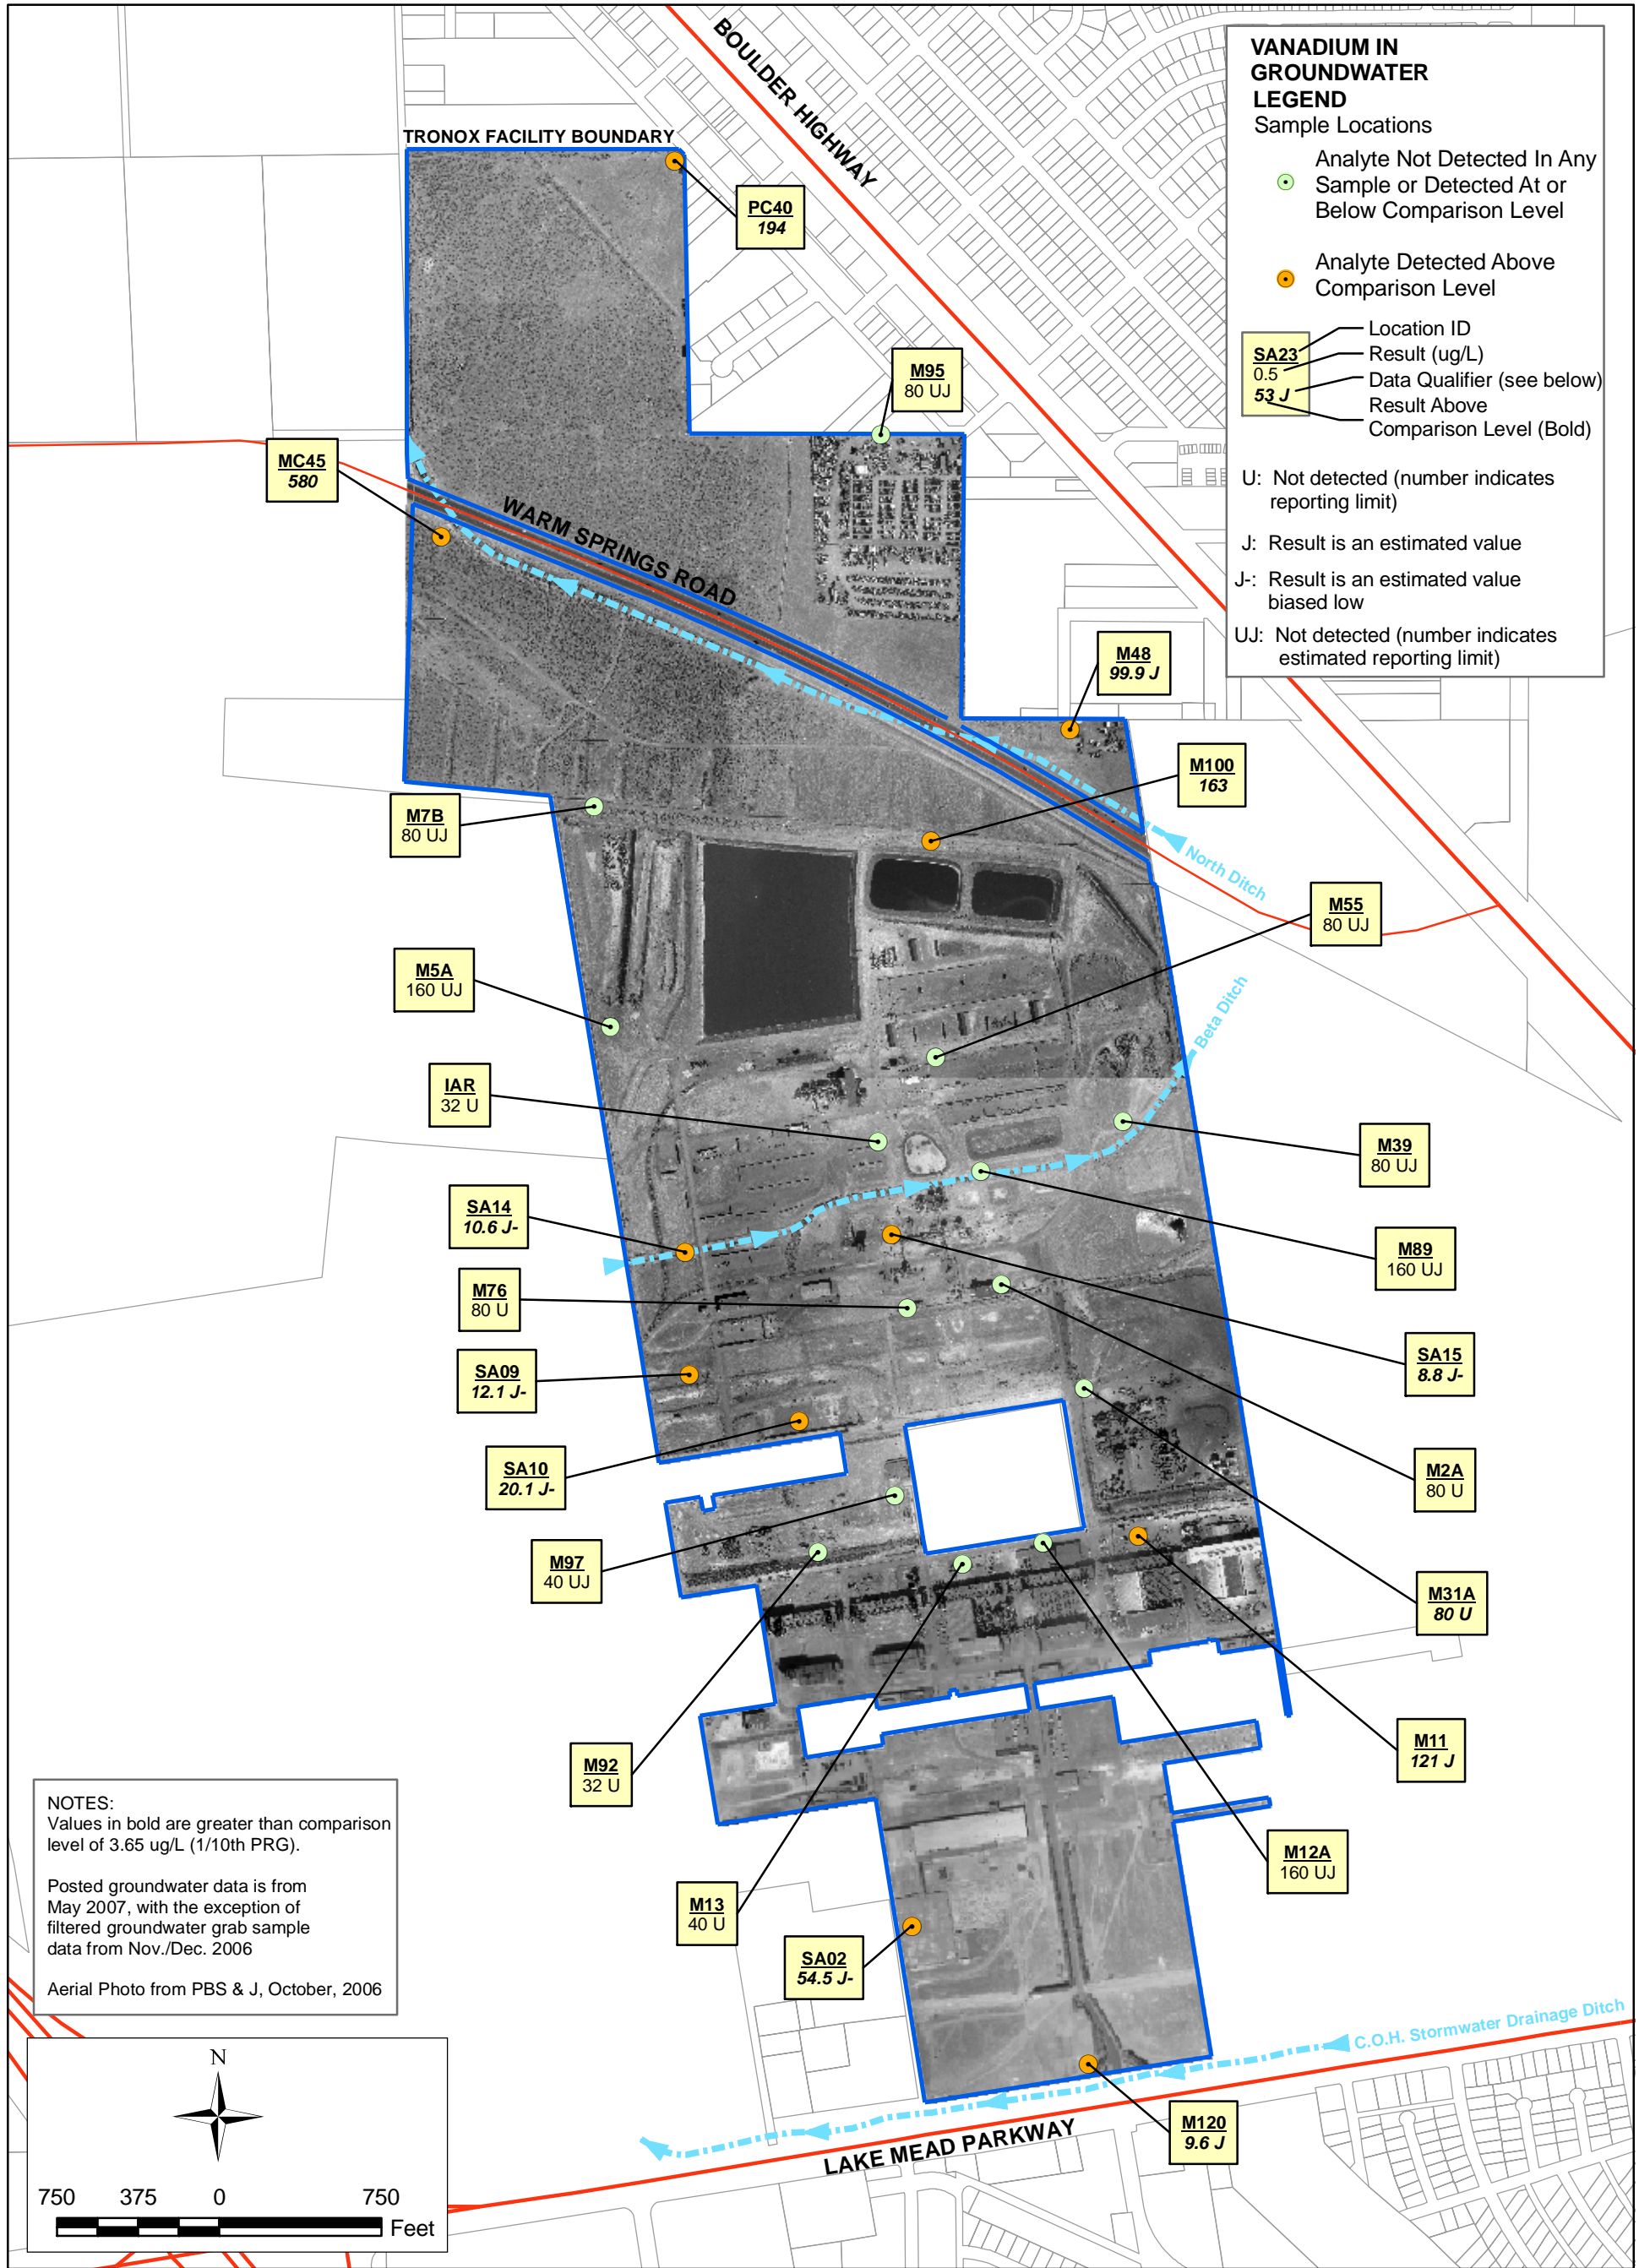 BOULDER HIGHWAY
VANADIUM IN
GROUNDWATER
LEGEND
Sample Locations
Analyte Not Detected In Any
Sample or Detected At or
Below Comparison Level
Analyte Detected Above
Comparison Level
SA23
0.5
53 J
Location ID
Result (ug/L)
Data Qualifier (see below)
Result Above
Comparison Level (Bold)
U: Not detected (number indicates
reporting limit)
J: Result is an estimated value
J-: Result is an estimated value
biased low
UJ: Not detected (number indicates
estimated reporting limit)
TRONOX FACILITY BOUNDARY
PC40
194
M95
80 UJ
MC45
580
WARM SPRINGS ROAD
M48
99.9 J
M100
163
M7B
80 UJ
North Ditch
M55
80 UJ
M5A
160 UJ
Beta Ditch
IAR
32 U
M39
80 UJ
SA14
10.6 J-
M89
160 UJ
M76
80 U
SA15
8.8 J-
SA09
12.1 J-
SA10
20.1 J-
M2A
80 U
M97
40 UJ
M31A
80 U
M92
32 U
M11
121 J
M12A
160 UJ
M13
40 U
SA02
54.5 J-
NOTES:
Values in bold are greater than comparison
level of 3.65 ug/L (1/10th PRG).
Posted groundwater data is from
May 2007, with the exception of
filtered groundwater grab sample
data from Nov./Dec. 2006
Aerial Photo from PBS & J, October, 2006
C.O.H. Stormwater Drainage Ditch
M120
9.6 J
LAKE MEAD PARKWAY
N
750 375 0 750
Feet